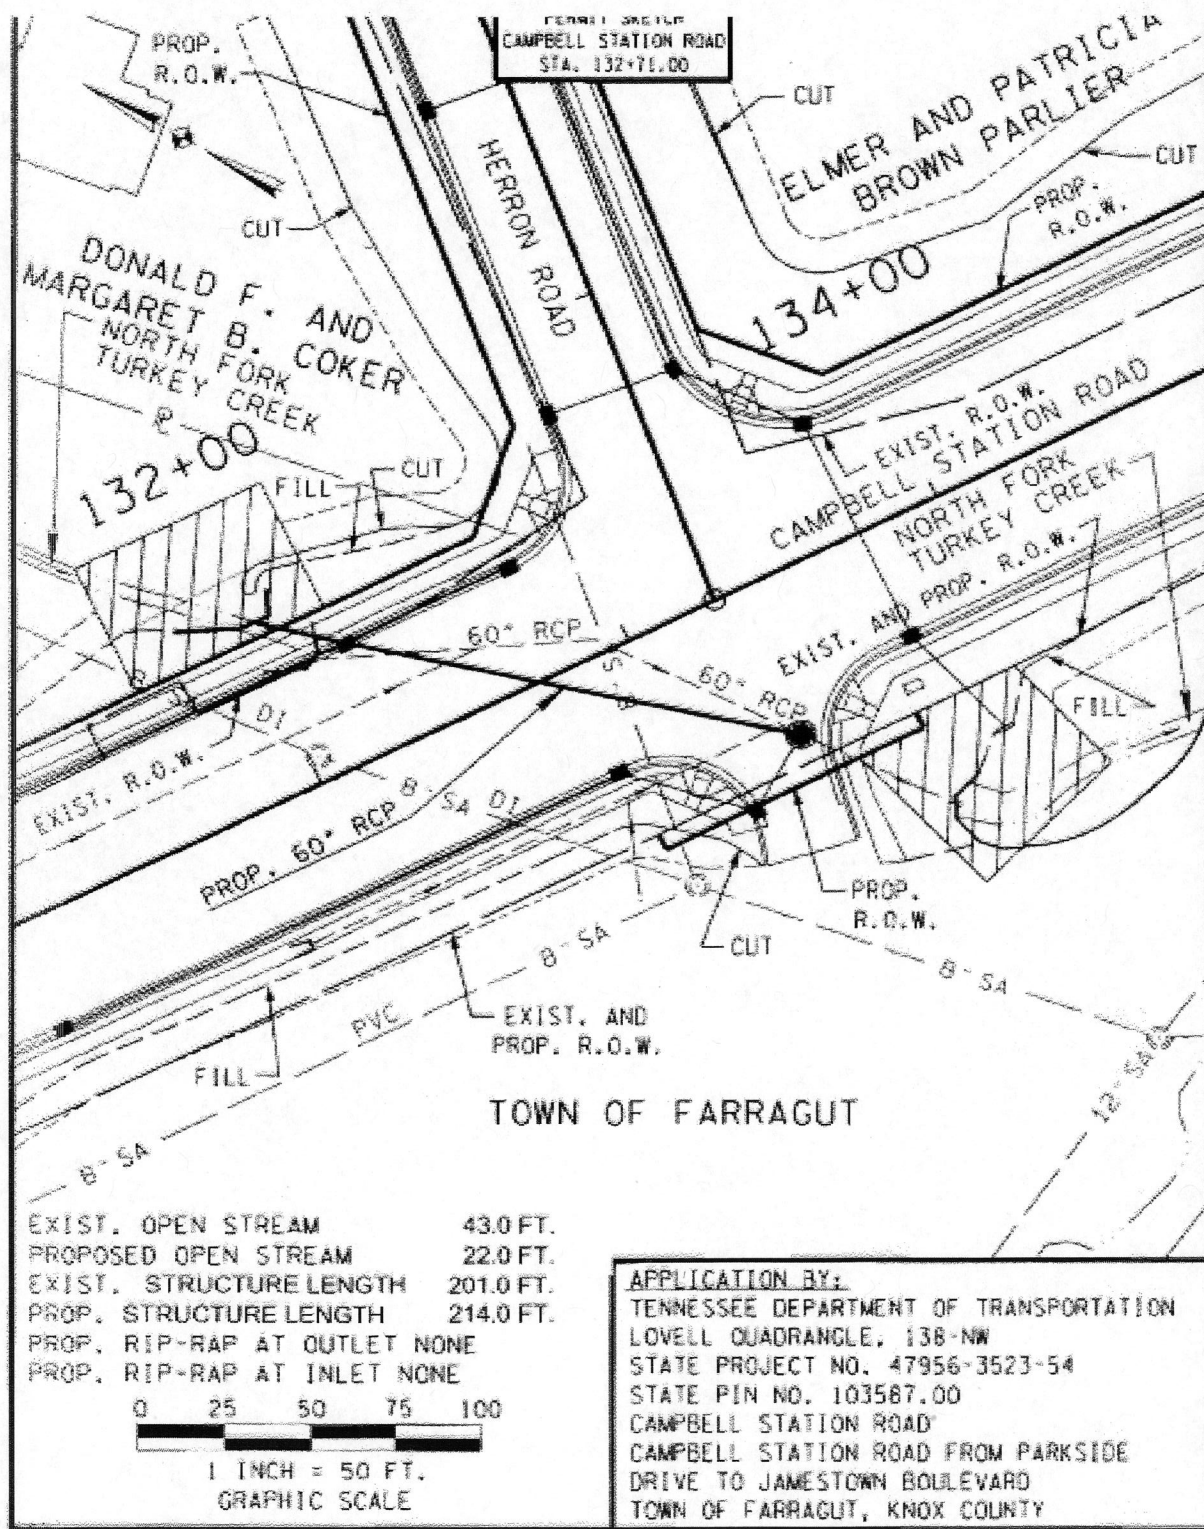 PERMIT SKETCH
CAMPBELL STATION ROAD
STA. 132+71.00
PROP.
R.O.W.
CUT
ELMER AND PATRICIA
BROWN PARLIER
CUT
PROP.
R.O.W.
HERRON ROAD
CUT
134+00
DONALD F. AND
MARGARET B. COKER
NORTH FORK
TURKEY CREEK
132+00
CUT
FILL
EXIST. R.O.W.
CAMPBELL STATION ROAD
NORTH FORK
TURKEY CREEK
EXIST. AND PROP. R.O.W.
60" RCP
60" RCP
FILL
DI
EXIST. R.O.W.
8"SA
DI
PROP. 60" RCP
PROP.
R.O.W.
CUT
8"SA
8"SA
PVC
EXIST. AND
PROP. R.O.W.
FILL
12"SA
8"SA
TOWN OF FARRAGUT
EXIST. OPEN STREAM 43.0 FT.
PROPOSED OPEN STREAM 22.0 FT.
EXIST. STRUCTURE LENGTH 201.0 FT.
PROP. STRUCTURE LENGTH 214.0 FT.
PROP. RIP-RAP AT OUTLET NONE
PROP. RIP-RAP AT INLET NONE
0 25 50 75 100
1 INCH = 50 FT.
GRAPHIC SCALE
APPLICATION BY:
TENNESSEE DEPARTMENT OF TRANSPORTATION
LOVELL QUADRANGLE, 138-NW
STATE PROJECT NO. 47956-3523-54
STATE PIN NO. 103587.00
CAMPBELL STATION ROAD
CAMPBELL STATION ROAD FROM PARKSIDE
DRIVE TO JAMESTOWN BOULEVARD
TOWN OF FARRAGUT, KNOX COUNTY